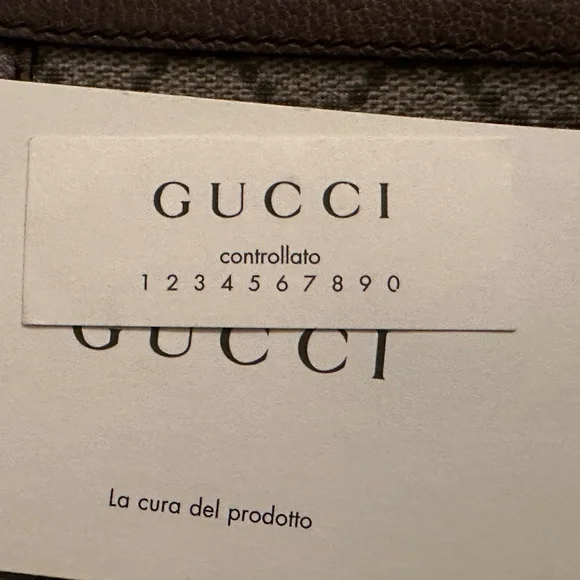 GUCCI
controllato
1 2 3 4 5 6 7 8 9 0
GUCCI
La cura del prodotto